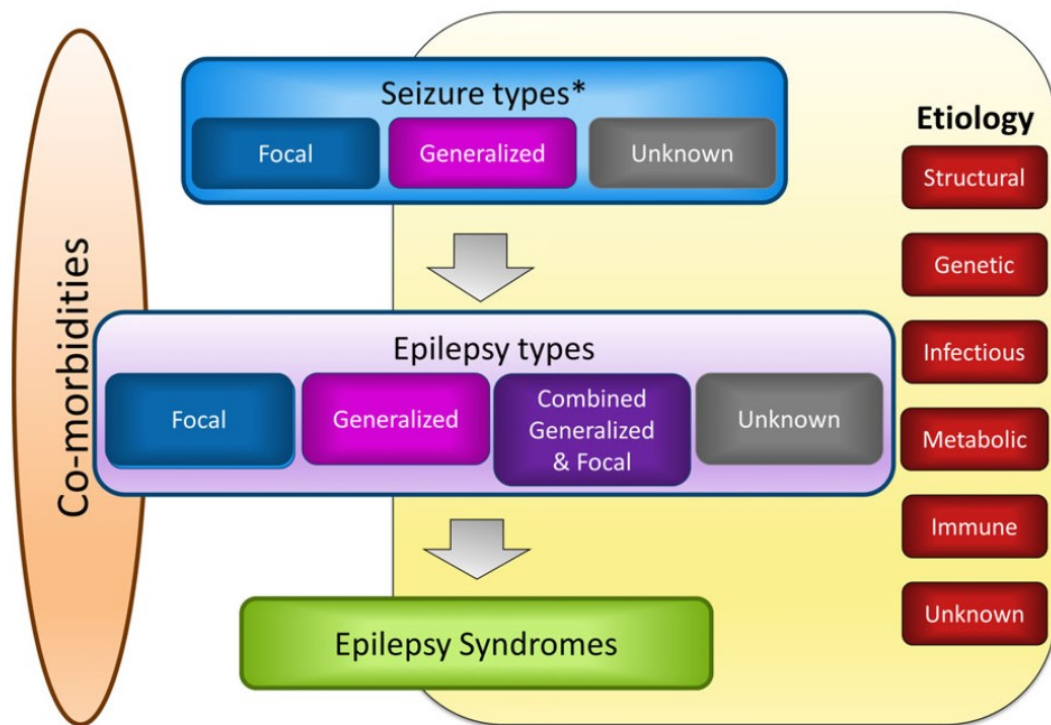 Co-morbidities
Seizure types*
Focal
Generalized
Unknown
Epilepsy types
Focal
Generalized
Combined
Generalized
& Focal
Unknown
Epilepsy Syndromes
Etiology
Structural
Genetic
Infectious
Metabolic
Immune
Unknown